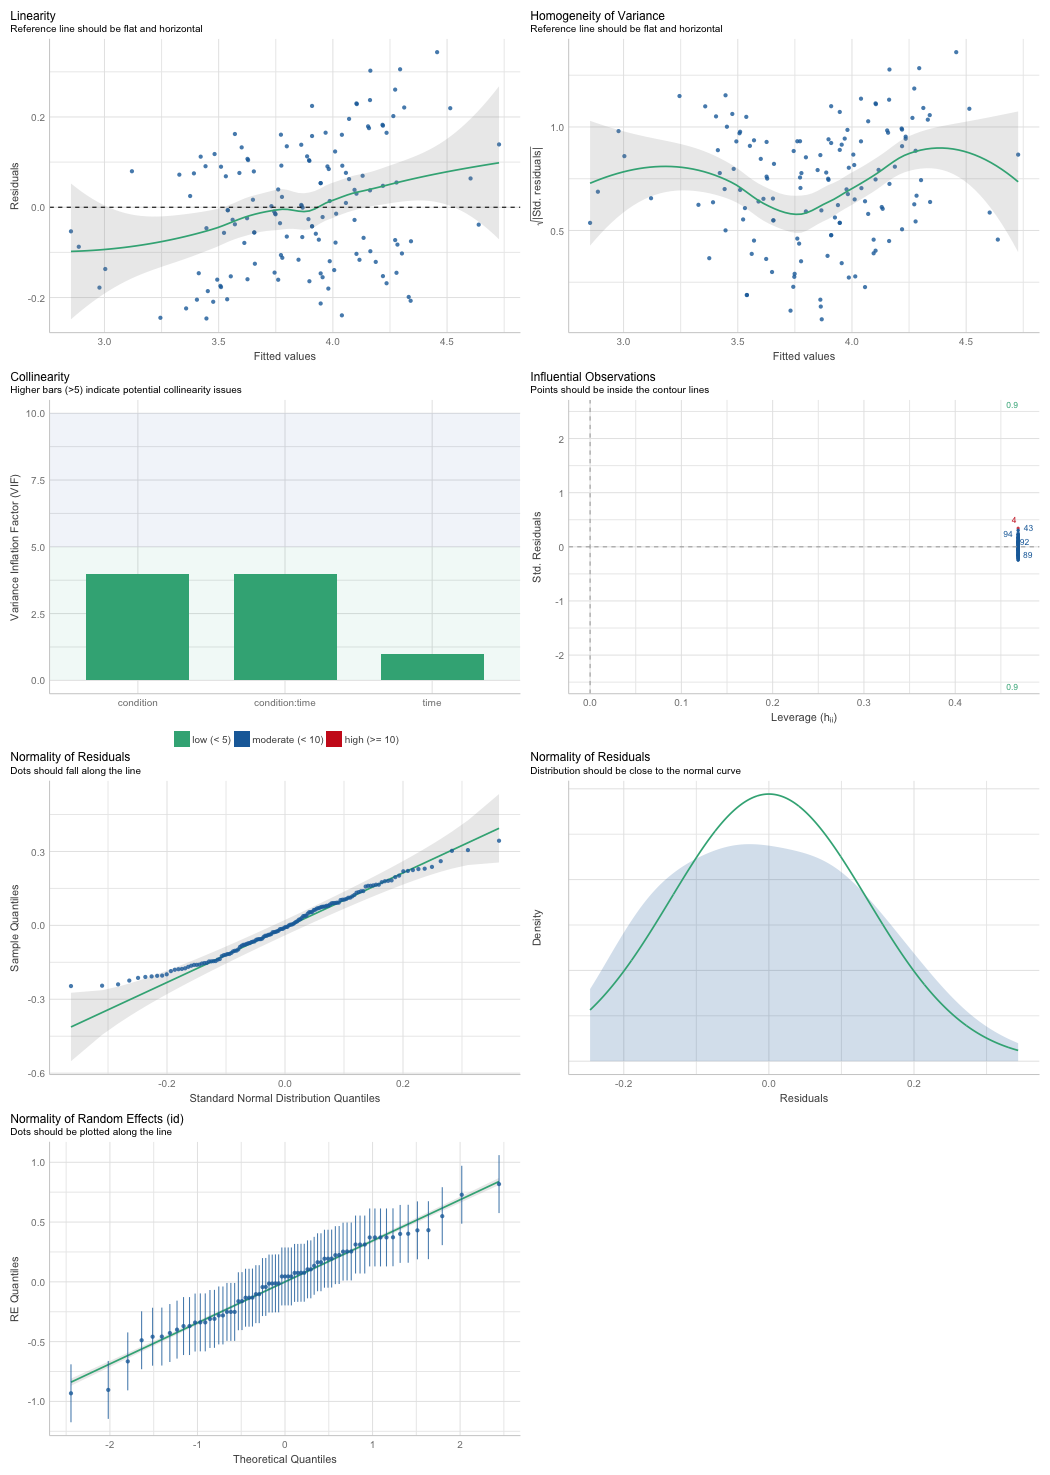 Linearity
Reference line should be flat and horizontal
0.2
0.0
-0.2
Residuals
3.0 3.5 4.0 4.5
Fitted values
Homogeneity of Variance
Reference line should be flat and horizontal
1.0
0.5
√|Std. residuals|
3.0 3.5 4.0 4.5
Fitted values
Collinearity
Higher bars (>5) indicate potential collinearity issues
10.0
7.5
5.0
2.5
0.0
Variance Inflation Factor (VIF)
condition condition:time time
low (< 5) moderate (< 10) high (>= 10)
Influential Observations
Points should be inside the contour lines
0.9
2
1
0
-1
-2
Std. Residuals
4
43
94
92
89
0.9
0.0 0.1 0.2 0.3 0.4
Leverage (hii)
Normality of Residuals
Dots should fall along the line
0.3
0.0
-0.3
-0.6
Sample Quantiles
-0.2 0.0 0.2
Standard Normal Distribution Quantiles
Normality of Residuals
Distribution should be close to the normal curve
Density
-0.2 0.0 0.2
Residuals
Normality of Random Effects (id)
Dots should be plotted along the line
1.0
0.5
0.0
-0.5
-1.0
RE Quantiles
-2 -1 0 1 2
Theoretical Quantiles